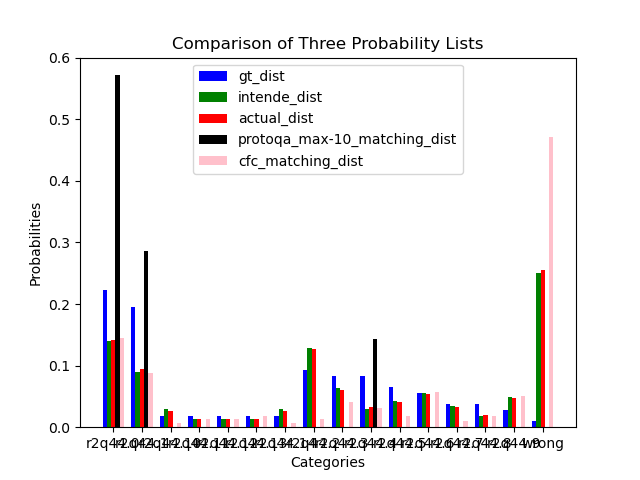 Comparison of Three Probability Lists
gt_dist
intende_dist
actual_dist
protoqa_max-10_matching_dist
cfc_matching_dist
Probabilities
0.6
0.5
0.4
0.3
0.2
0.1
0.0
wrong
Categories